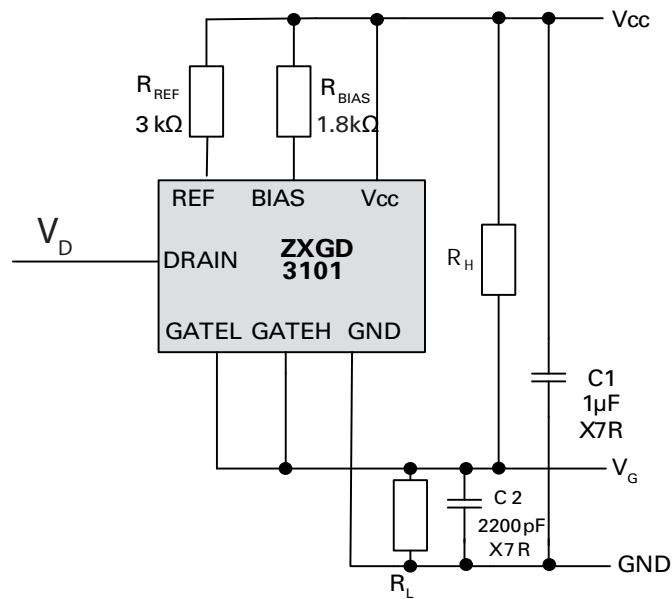 Vcc
R_REF
3 kΩ
R_BIAS
1.8kΩ
REF BIAS Vcc
V_D
DRAIN
ZXGD
3101
R_H
GATEL GATEH GND
C1
1µF
X7R
V_G
C 2
2200pF
X7R
GND
R_L